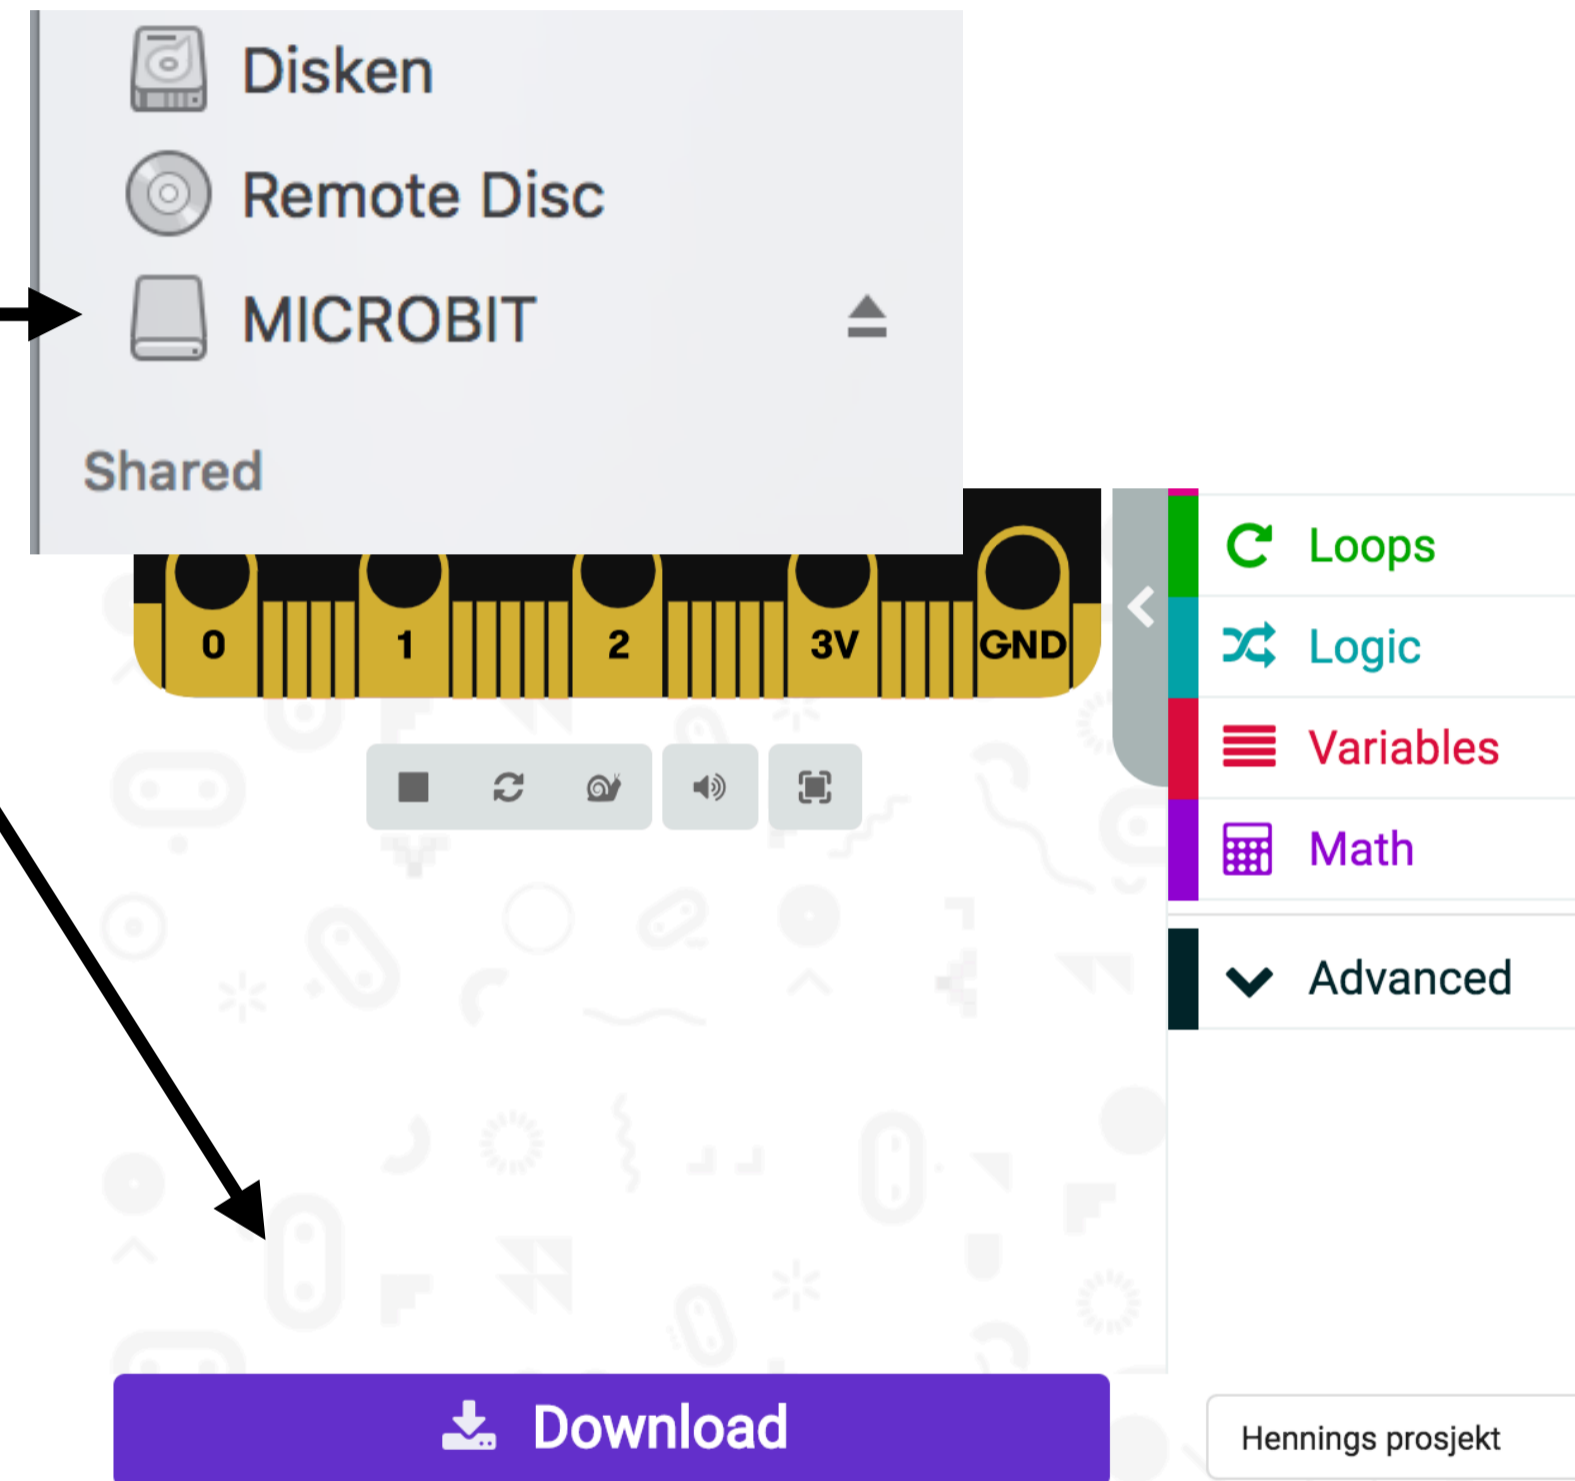 Disken
Remote Disc
MICROBIT
Shared
0 1 2 3V GND
Loops
Logic
Variables
Math
Advanced
Download
Hennings prosjekt